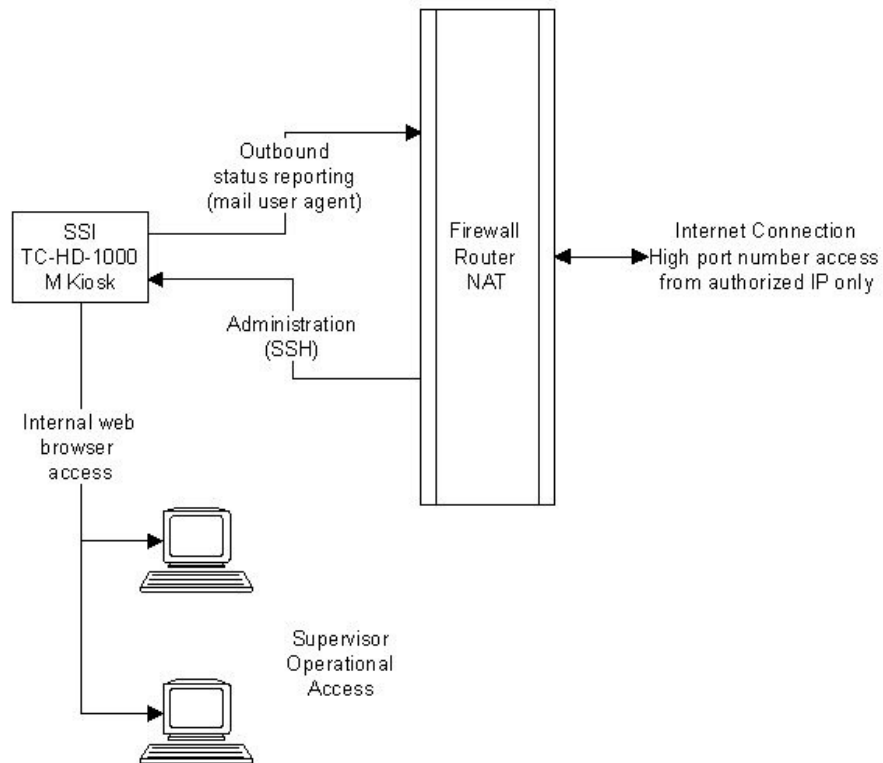 Outbound
status reporting
(mail user agent)
SSI
TC-HD-1000
M Kiosk
Firewall
Router
NAT
Internet Connection
High port number access
from authorized IP only
Administration
(SSH)
Internal web
browser
access
Supervisor
Operational
Access